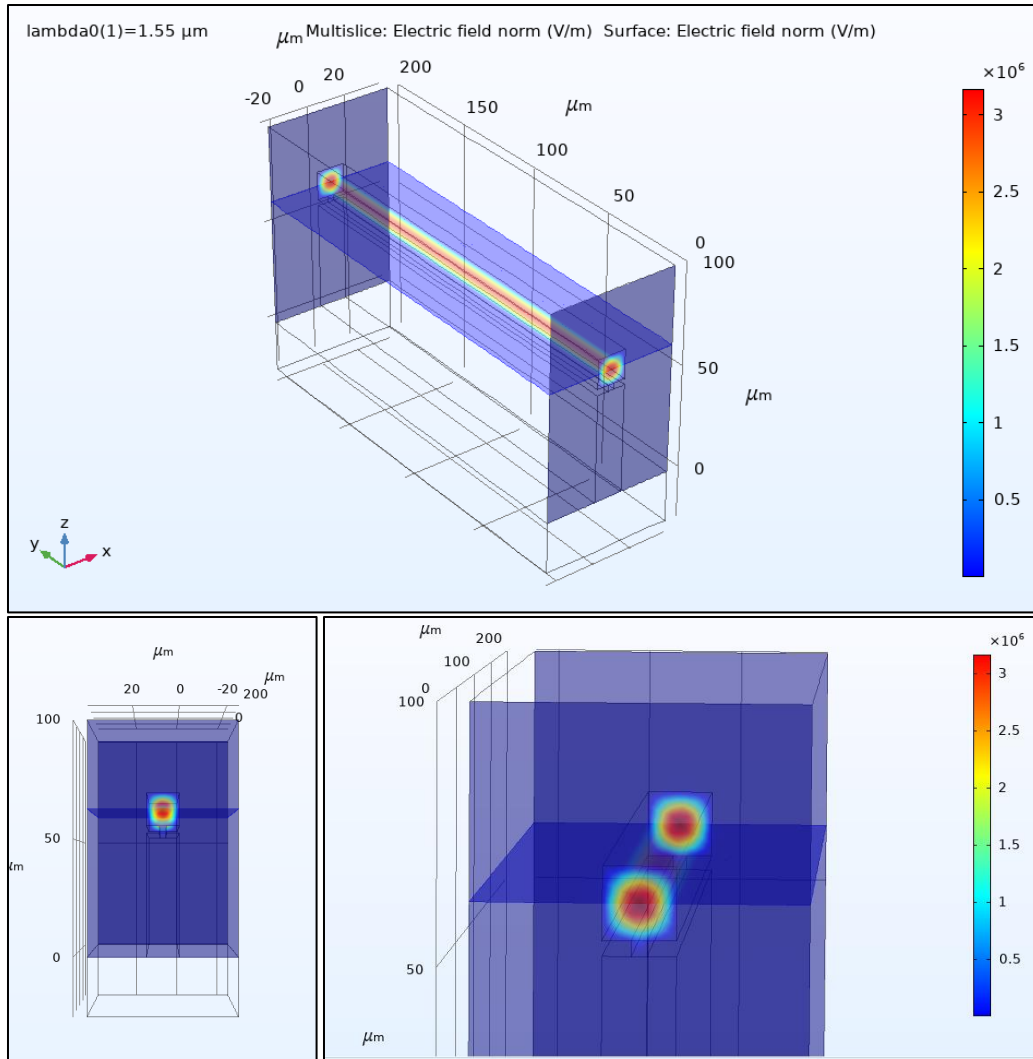 lambda0(1)=1.55 μm
Multislice: Electric field norm (V/m) Surface: Electric field norm (V/m)
μm
-20 0 20
200
150
μm
100
50
0
100
50
μm
0
×10⁶
3
2.5
2
1.5
1
0.5
z
y
x
μm
μm
20 0 -20
200
0
100
50
μm
0
μm
200
100
0
100
50
μm
×10⁶
3
2.5
2
1.5
1
0.5